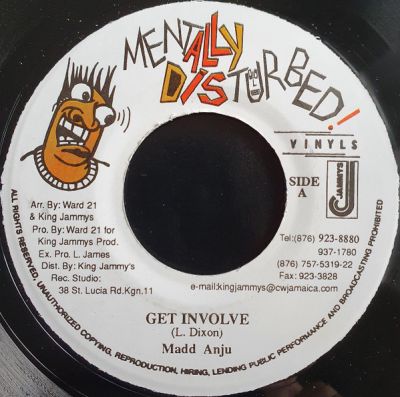 MENTALLY
DISTURBED!
VINYLS
SIDE
A
J
JAMMYS
Arr. By: Ward 21
& King Jammys
Pro. By: Ward 21 for
King Jammys Prod.
Ex. Pro. L. James
Dist. By: King Jammy's
Rec. Studio:
38 St. Lucia Rd.Kgn.11
Tel:(876) 923-8880
937-1780
(876) 757-5319-22
Fax: 923-3828
e-mail:kingjammys@cwjamaica.com
GET INVOLVE
(L. Dixon)
Madd Anju
ALL RIGHTS RESERVED UNAUTHORIZED COPYING, REPRODUCTION, HIRING, LENDING PUBLIC PERFORMANCE AND BROADCASTING PROHIBITED